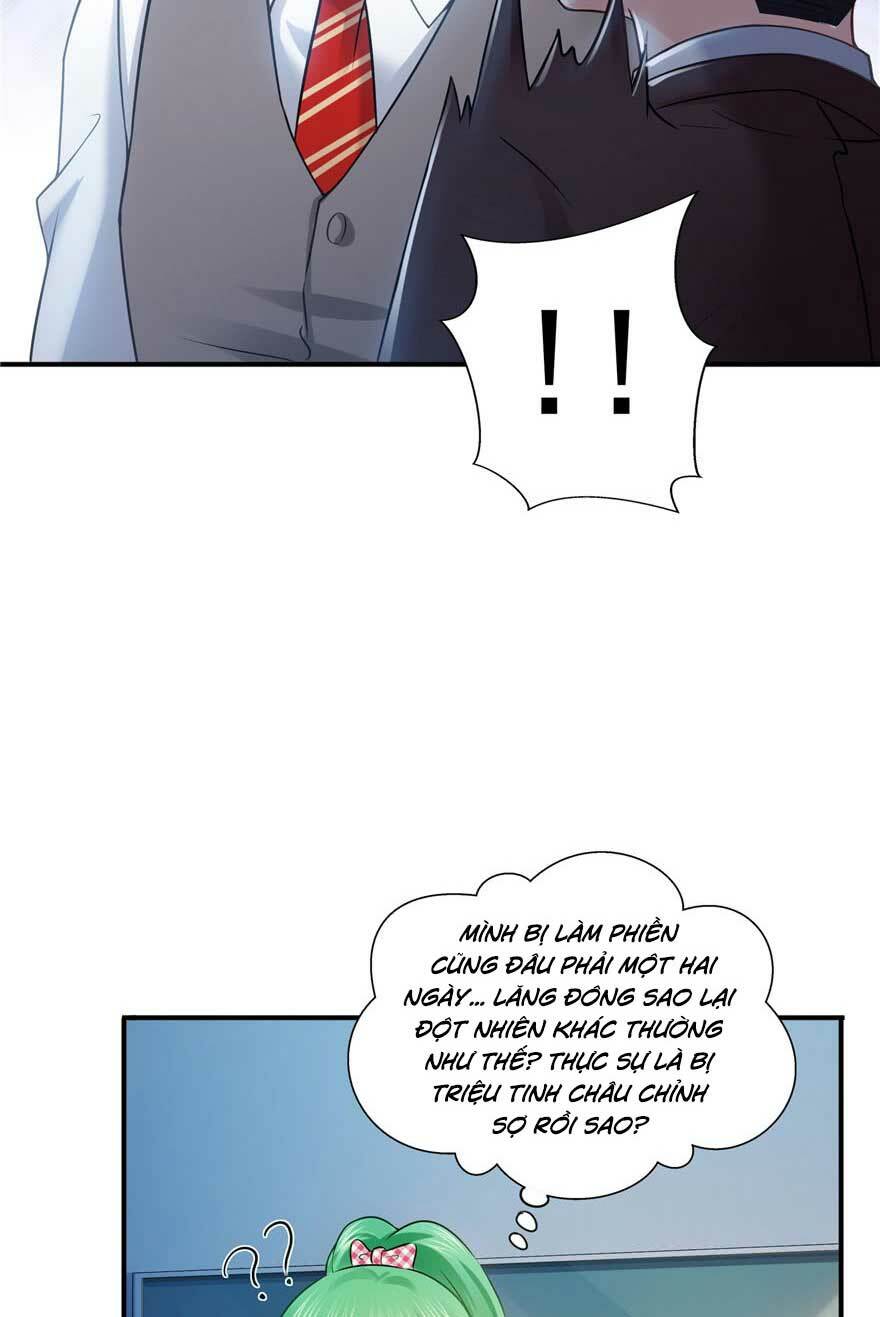 !!
MÌNH BỊ LÀM PHIỀN
CŨNG ĐÂU PHẢI MỘT HAI
NGÀY... LĂNG ĐÔNG SAO LẠI
ĐỘT NHIÊN KHÁC THƯỜNG
NHƯ THẾ? THỰC SỰ LÀ BỊ
TRIỆU TINH CHÂU CHỈNH
SỢ RỒI SAO?
??